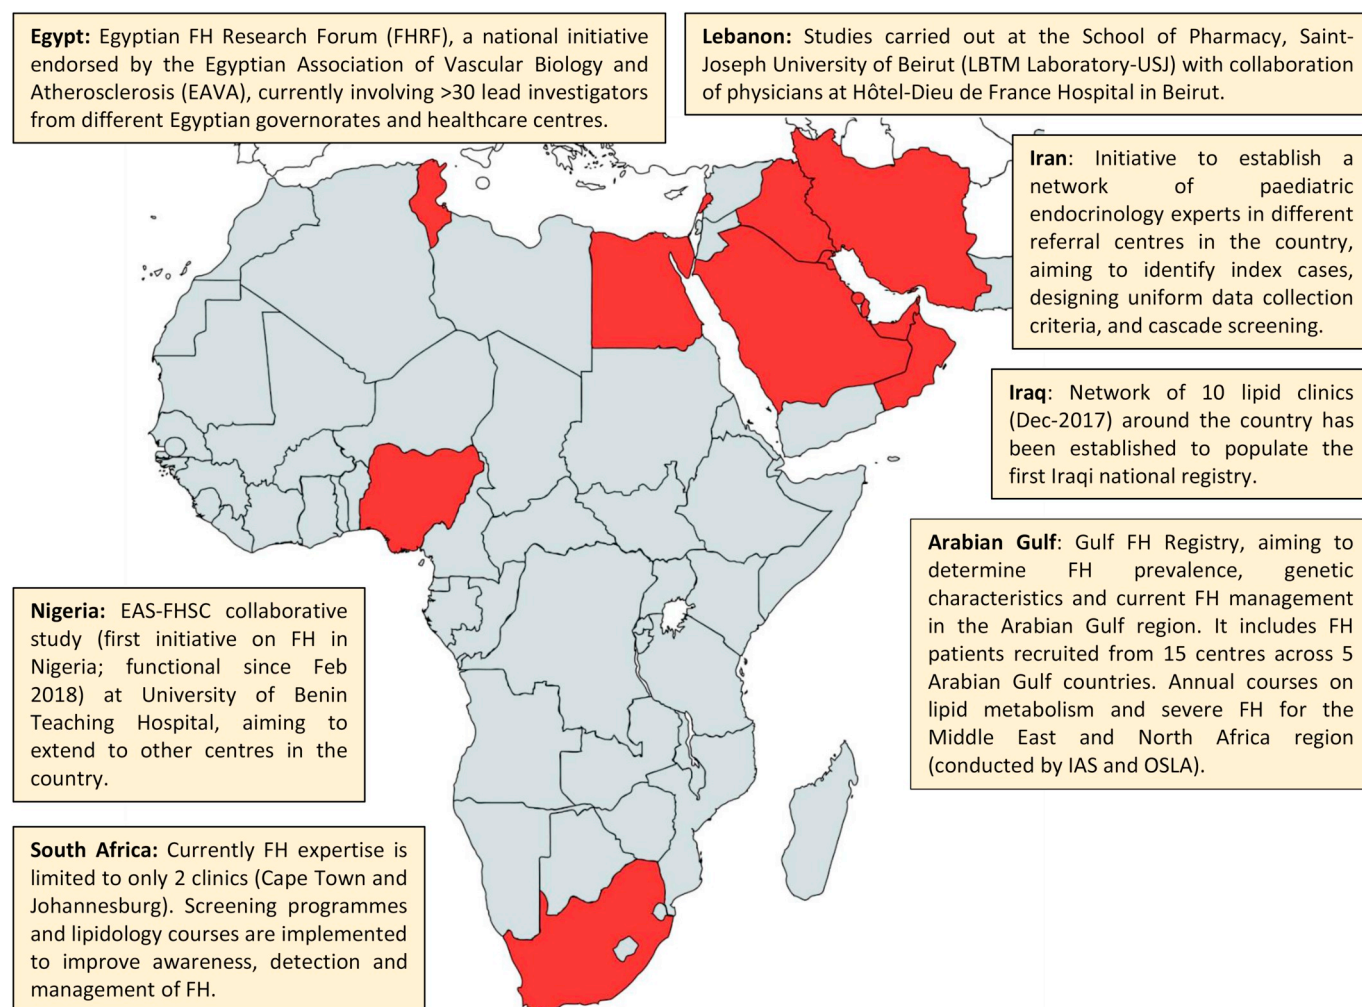 Egypt: Egyptian FH Research Forum (FHRF), a national initiative
endorsed by the Egyptian Association of Vascular Biology and
Atherosclerosis (EAVA), currently involving >30 lead investigators
from different Egyptian governorates and healthcare centres.
Lebanon: Studies carried out at the School of Pharmacy, Saint-
Joseph University of Beirut (LBTM Laboratory-USJ) with collaboration
of physicians at Hôtel-Dieu de France Hospital in Beirut.
Iran: Initiative to establish a
network of paediatric
endocrinology experts in different
referral centres in the country,
aiming to identify index cases,
designing uniform data collection
criteria, and cascade screening.
Iraq: Network of 10 lipid clinics
(Dec-2017) around the country has
been established to populate the
first Iraqi national registry.
Arabian Gulf: Gulf FH Registry, aiming to
determine FH prevalence, genetic
characteristics and current FH management
in the Arabian Gulf region. It includes FH
patients recruited from 15 centres across 5
Arabian Gulf countries. Annual courses on
lipid metabolism and severe FH for the
Middle East and North Africa region
(conducted by IAS and OSLA).
Nigeria: EAS-FHSC collaborative
study (first initiative on FH in
Nigeria; functional since Feb
2018) at University of Benin
Teaching Hospital, aiming to
extend to other centres in the
country.
South Africa: Currently FH expertise is
limited to only 2 clinics (Cape Town and
Johannesburg). Screening programmes
and lipidology courses are implemented
to improve awareness, detection and
management of FH.